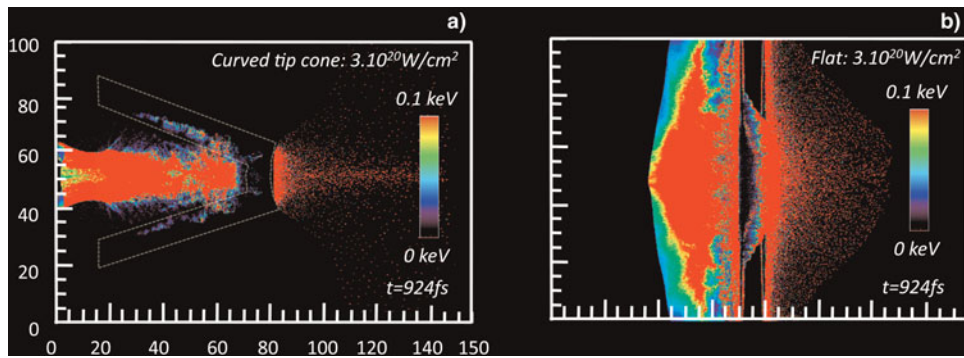 a)
Curved tip cone: 3.10²⁰W/cm²
0.1 keV
0 keV
t=924fs
100
80
60
40
20
0
0 20 40 60 80 100 120 140 150
b)
Flat: 3.10²⁰W/cm²
0.1 keV
0 keV
t=924fs